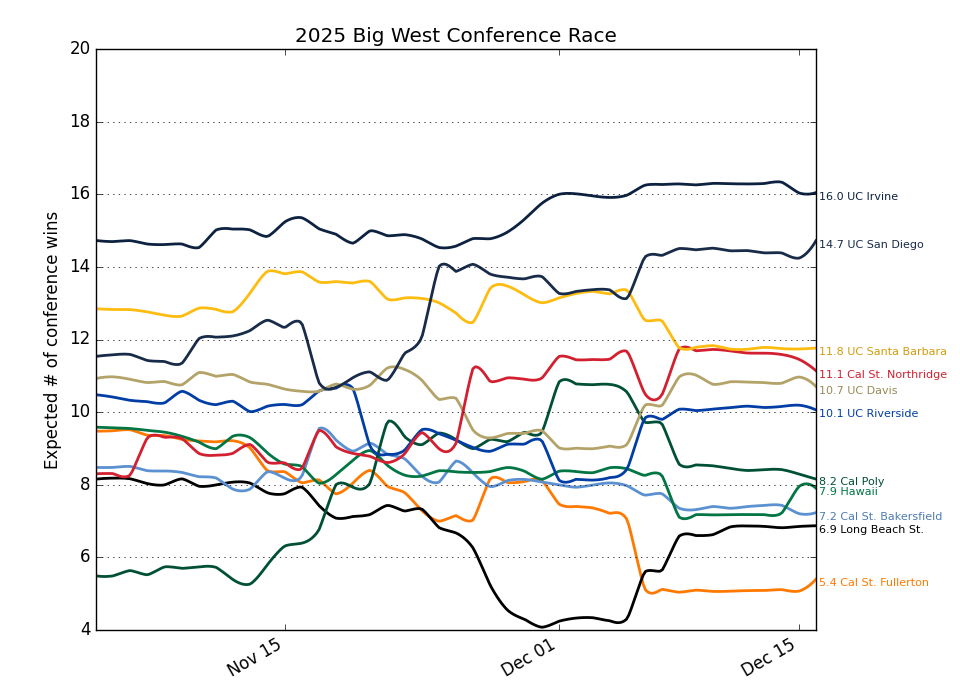 2025 Big West Conference Race
Expected # of conference wins
20
18
16
14
12
10
8
6
4
Nov 15
Dec 01
Dec 15
16.0 UC Irvine
14.7 UC San Diego
11.8 UC Santa Barbara
11.1 Cal St. Northridge
10.7 UC Davis
10.1 UC Riverside
8.2 Cal Poly
7.9 Hawaii
7.2 Cal St. Bakersfield
6.9 Long Beach St.
5.4 Cal St. Fullerton